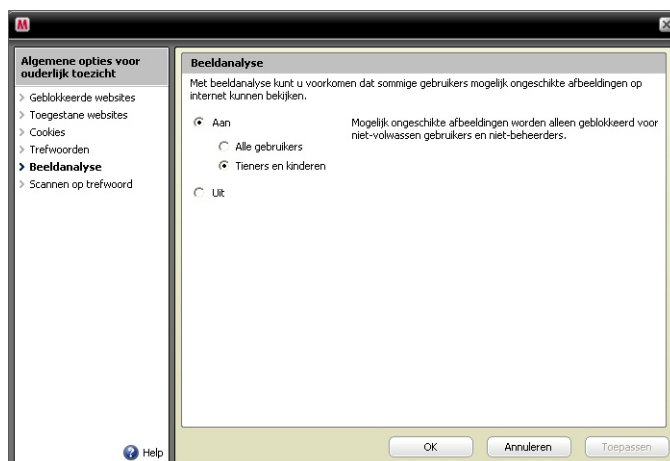 M
Algemene opties voor
ouderlijk toezicht
> Geblokkeerde websites
> Toegestane websites
> Cookies
> Trefwoorden
> Beeldanalyse
> Scannen op trefwoord
? Help
Beeldanalyse
Met beeldanalyse kunt u voorkomen dat sommige gebruikers mogelijk ongeschikte afbeeldingen op
internet kunnen bekijken.
Aan
Alle gebruikers
Tieners en kinderen
Uit
Mogelijk ongeschikte afbeeldingen worden alleen geblokkeerd voor
niet-volwassen gebruikers en niet-beheerders.
OK
Annuleren
Toepassen